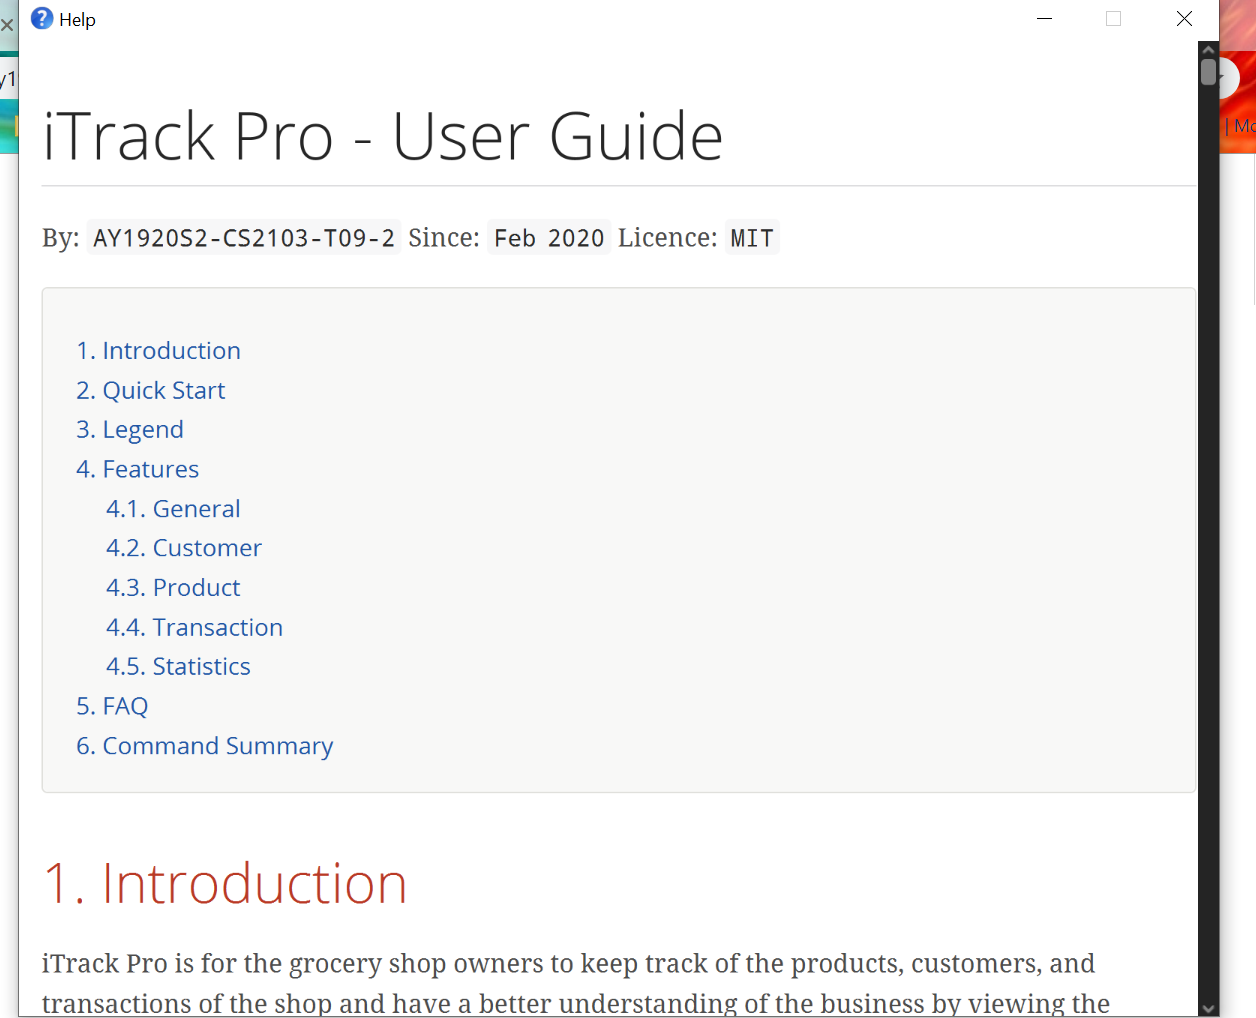 Help
iTrack Pro - User Guide
By: AY1920S2-CS2103-T09-2 Since: Feb 2020 Licence: MIT
1. Introduction
2. Quick Start
3. Legend
4. Features
4.1. General
4.2. Customer
4.3. Product
4.4. Transaction
4.5. Statistics
5. FAQ
6. Command Summary
1. Introduction
iTrack Pro is for the grocery shop owners to keep track of the products, customers, and
transactions of the shop and have a better understanding of the business by viewing the